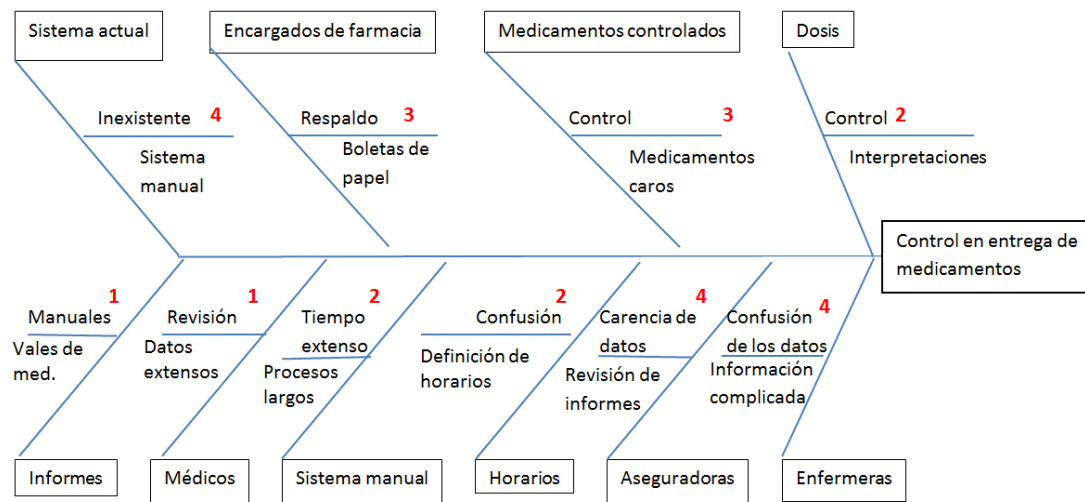 Sistema actual
Encargados de farmacia
Medicamentos controlados
Dosis
Inexistente 4
Sistema
manual
Respaldo 3
Boletas de
papel
Control 3
Medicamentos
caros
Control 2
Interpretaciones
Control en entrega de
medicamentos
1
Manuales
Vales de
med.
1
Revisión
Datos
extensos
2
Tiempo
extenso
Procesos
largos
2
Confusión
Definición de
horarios
4
Carencia de
datos
Revisión de
informes
4
Confusión
de los datos
Información
complicada
Informes
Médicos
Sistema manual
Horarios
Aseguradoras
Enfermeras